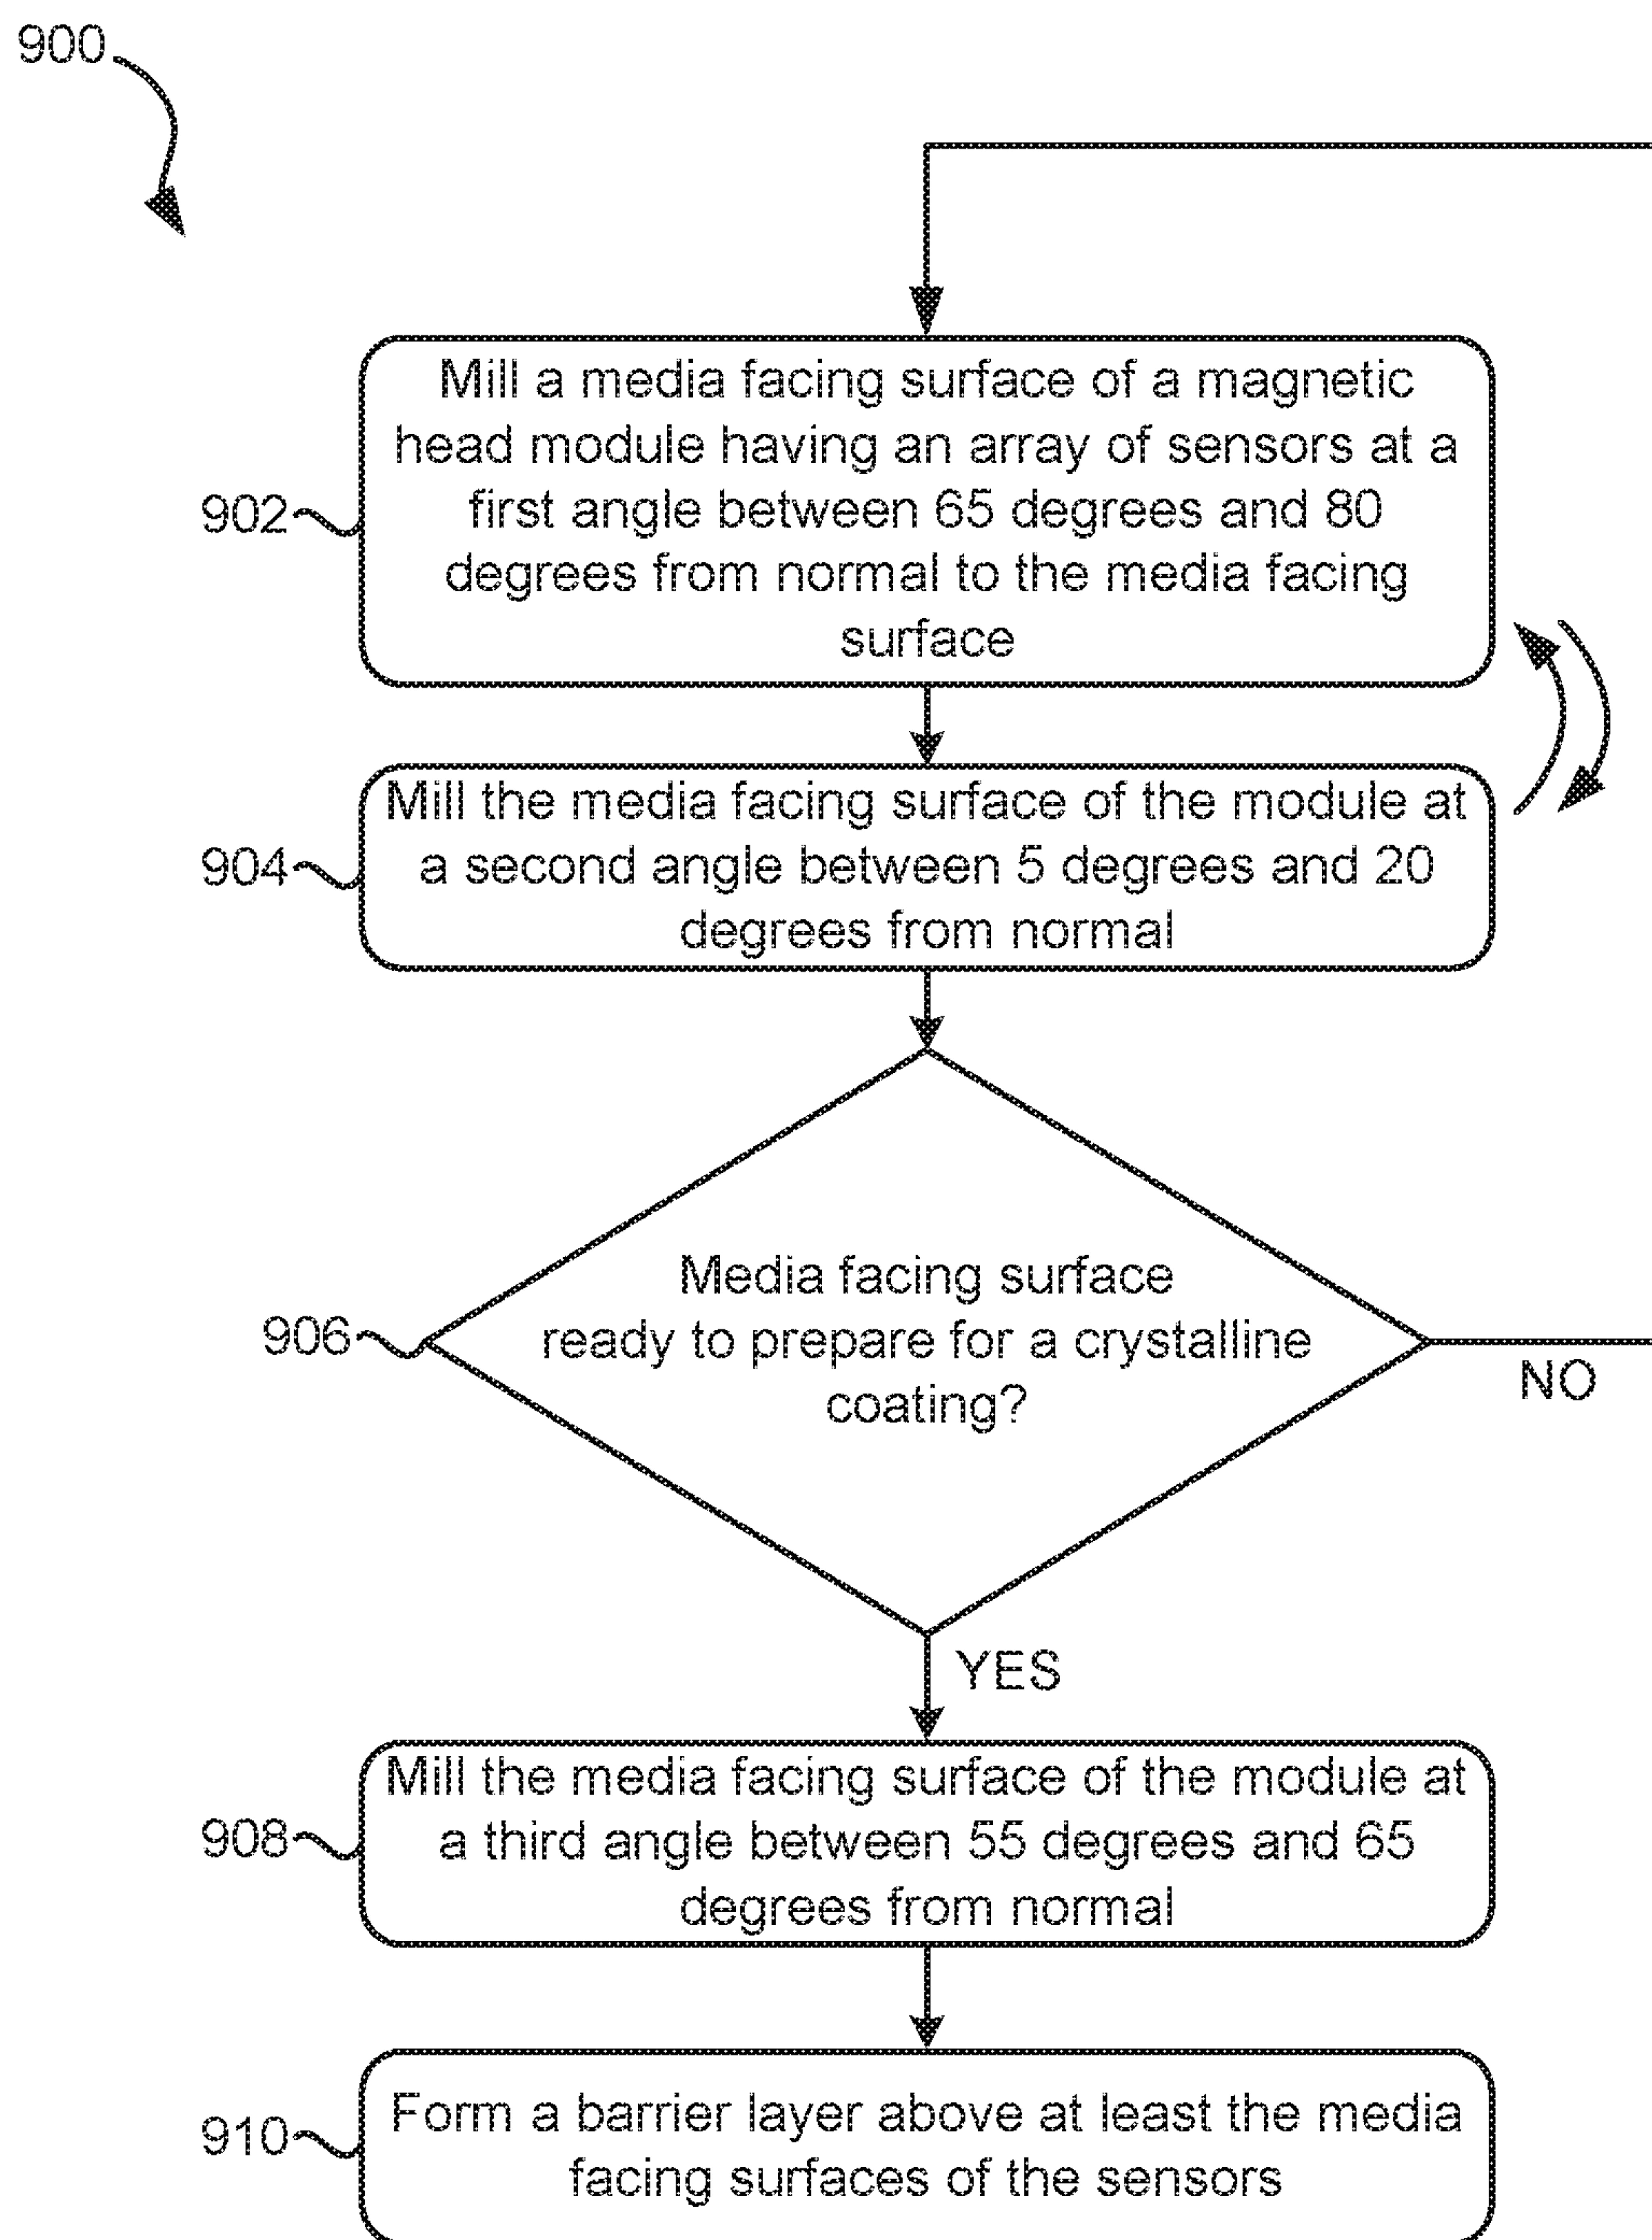 900
Mill a media facing surface of a magnetic
head module having an array of sensors at a
902
first angle between 65 degrees and 80
degrees from normal to the media facing
surface
Mill the media facing surface of the module at
904
a second angle between 5 degrees and 20
degrees from normal
Media facing surface
906
ready to prepare for a crystalline
coating?
NO
YES
Mill the media facing surface of the module at
908
a third angle between 55 degrees and 65
degrees from normal
Form a barrier layer above at least the media
910
facing surfaces of the sensors